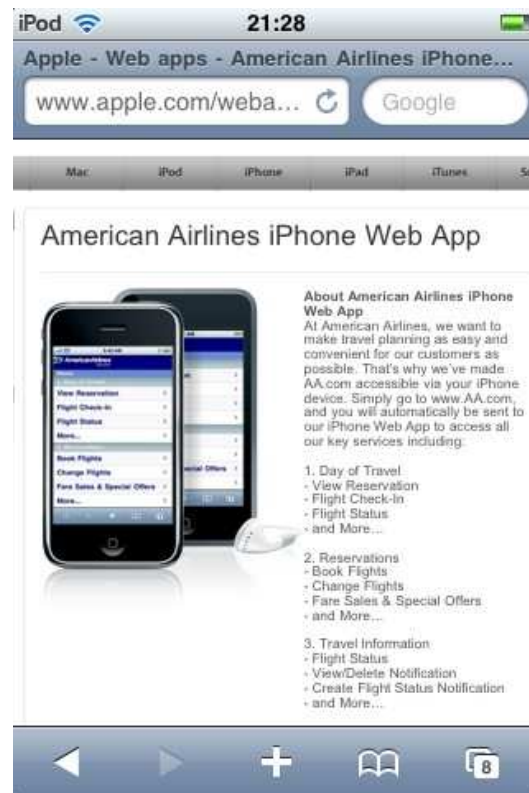 iPod
21:28
Apple - Web apps - American Airlines iPhone...
www.apple.com/weba...
Google
Mac iPod iPhone iPad iTunes
American Airlines iPhone Web App
AmericanAirlines
View Reservation
Flight Check-in
Flight Status
More...
Book Flights
Change Flights
Fare Sales & Special Offers
More...
About American Airlines iPhone
Web App
At American Airlines, we want to
make travel planning as easy and
convenient for our customers as
possible. That's why we've made
AA.com accessible via your iPhone
device. Simply go to www.AA.com,
and you will automatically be sent to
our iPhone Web App to access all
our key services including:
1. Day of Travel
- View Reservation
- Flight Check-In
- Flight Status
- and More...
2. Reservations
- Book Flights
- Change Flights
- Fare Sales & Special Offers
- and More...
3. Travel Information
- Flight Status
- View/Delete Notification
- Create Flight Status Notification
- and More...
8